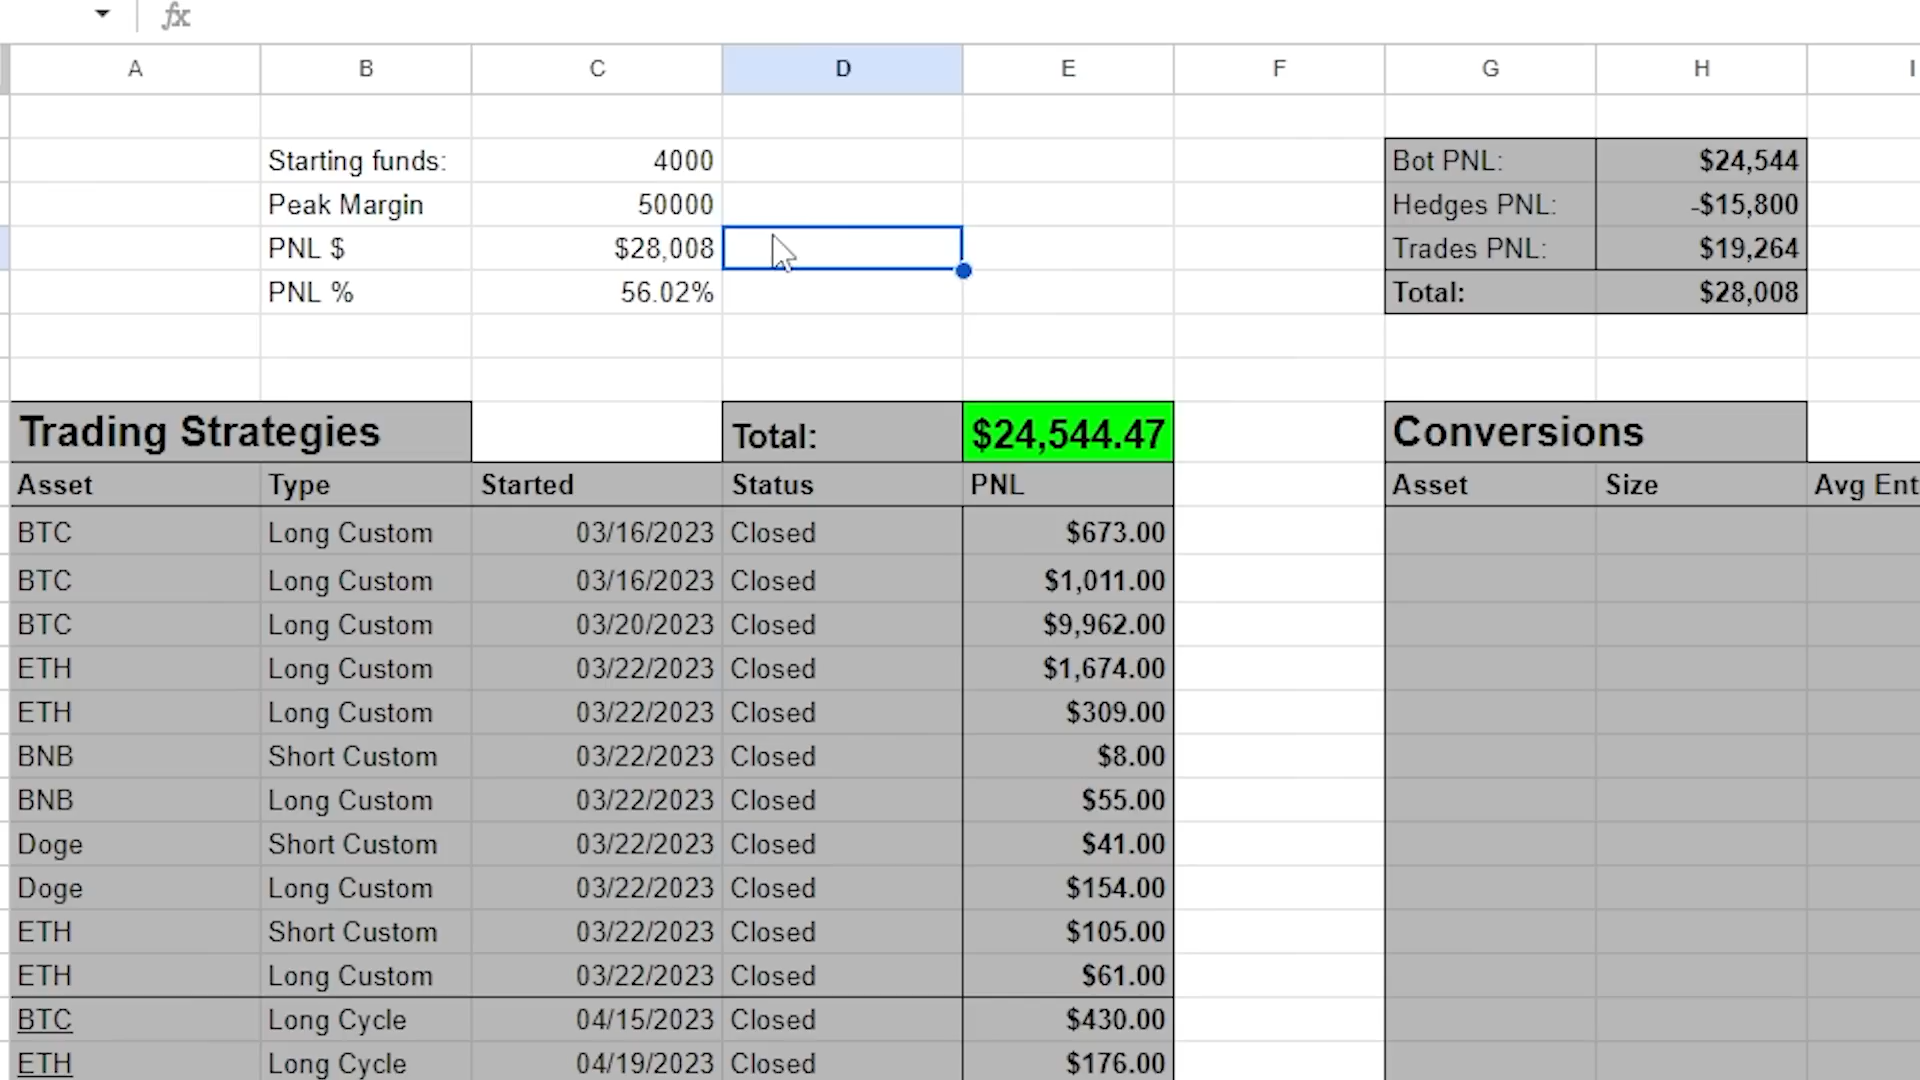 fx
A B C D E F G H I
Starting funds: 4000 Bot PNL: $24,544
Peak Margin 50000 Hedges PNL: -$15,800
PNL $ $28,008 Trades PNL: $19,264
PNL % 56.02% Total: $28,008
Trading Strategies Total: $24,544.47 Conversions
Asset Type Started Status PNL Asset Size Avg Ent
BTC Long Custom 03/16/2023 Closed $673.00
BTC Long Custom 03/16/2023 Closed $1,011.00
BTC Long Custom 03/20/2023 Closed $9,962.00
ETH Long Custom 03/22/2023 Closed $1,674.00
ETH Long Custom 03/22/2023 Closed $309.00
BNB Short Custom 03/22/2023 Closed $8.00
BNB Long Custom 03/22/2023 Closed $55.00
Doge Short Custom 03/22/2023 Closed $41.00
Doge Long Custom 03/22/2023 Closed $154.00
ETH Short Custom 03/22/2023 Closed $105.00
ETH Long Custom 03/22/2023 Closed $61.00
BTC Long Cycle 04/15/2023 Closed $430.00
ETH Long Cycle 04/19/2023 Closed $176.00